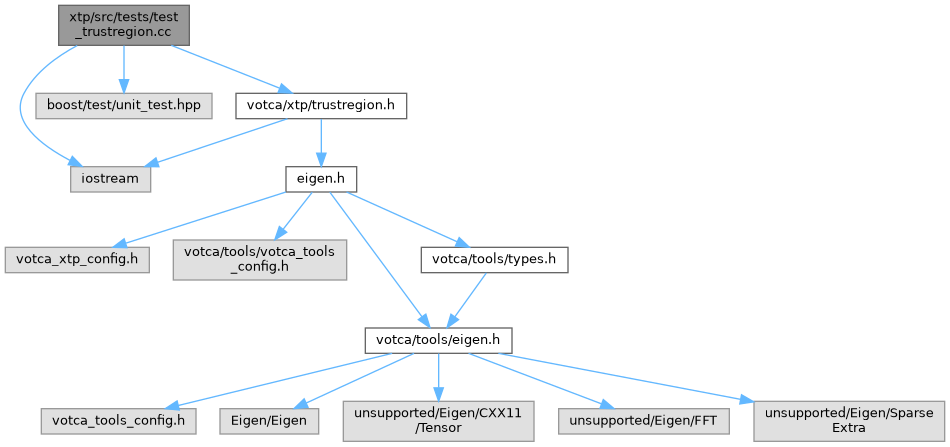 xtp/src/tests/test
_trustregion.cc
boost/test/unit_test.hpp
votca/xtp/trustregion.h
iostream
eigen.h
votca_xtp_config.h
votca/tools/votca_tools
_config.h
votca/tools/types.h
votca/tools/eigen.h
votca_tools_config.h
Eigen/Eigen
unsupported/Eigen/CXX11
/Tensor
unsupported/Eigen/FFT
unsupported/Eigen/Sparse
Extra